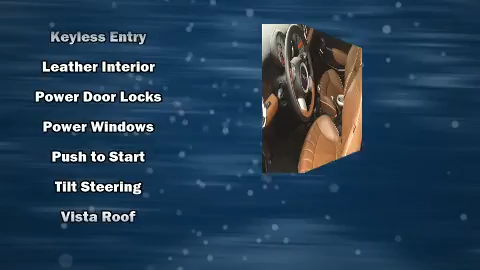 Keyless Entry
Leather Interior
Power Door Locks
Power Windows
Push to Start
Tilt Steering
Vista Roof